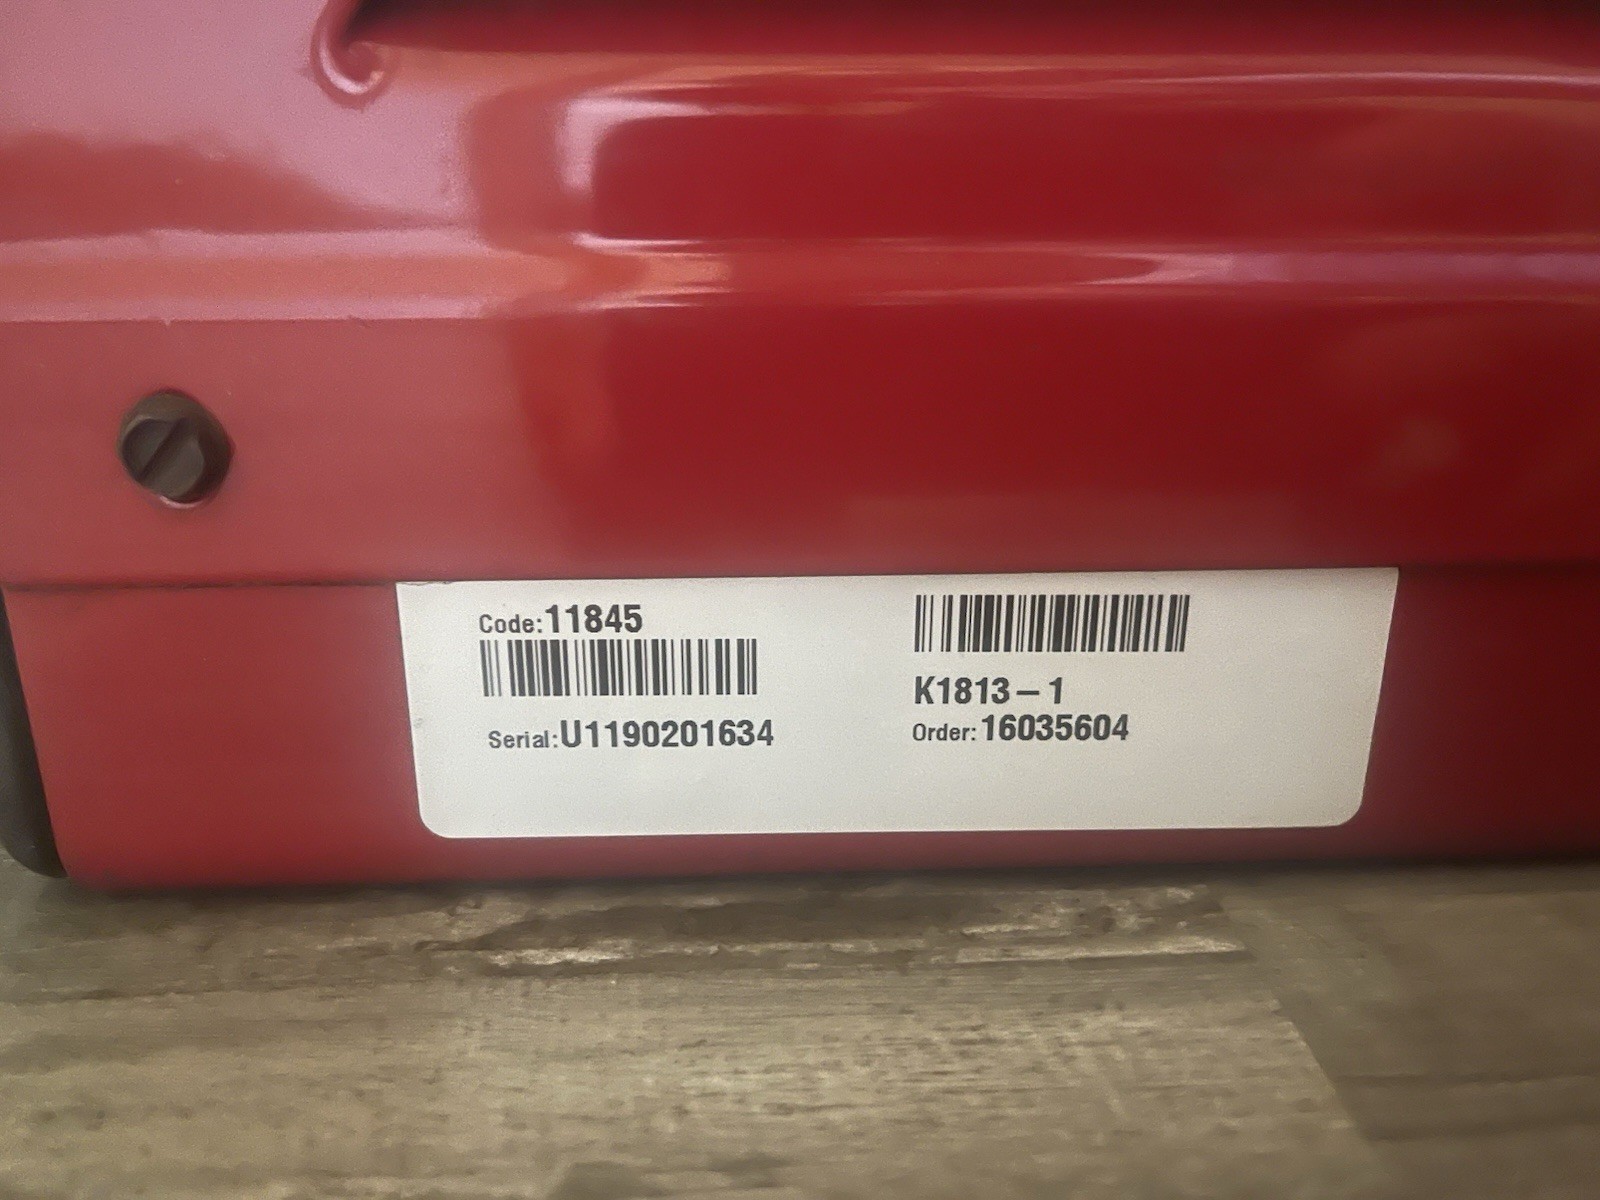 Code:11845
Serial:U1190201634
K1813-1
Order:16035604